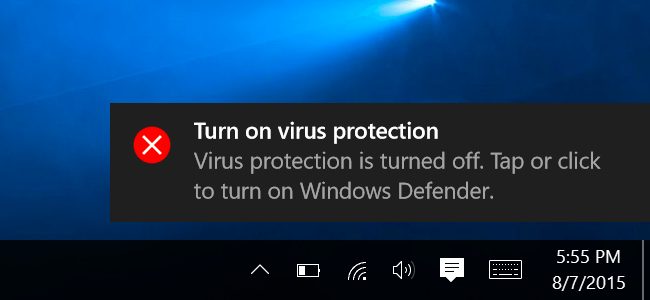 Turn on virus protection
Virus protection is turned off. Tap or click
to turn on Windows Defender.
5:55 PM
8/7/2015